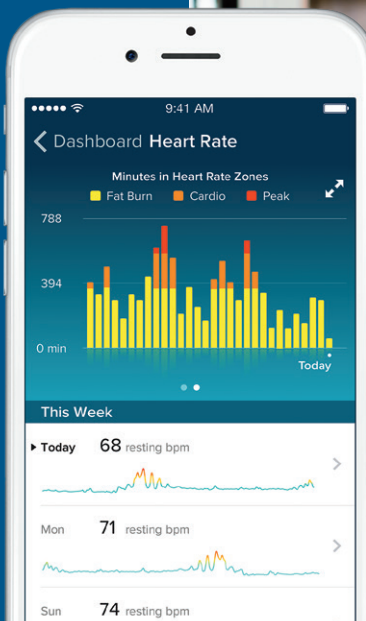 9:41 AM
Dashboard Heart Rate
Minutes in Heart Rate Zones
Fat Burn Cardio Peak
788
394
0 min
Today
This Week
Today 68 resting bpm
Mon 71 resting bpm
Sun 74 resting bpm